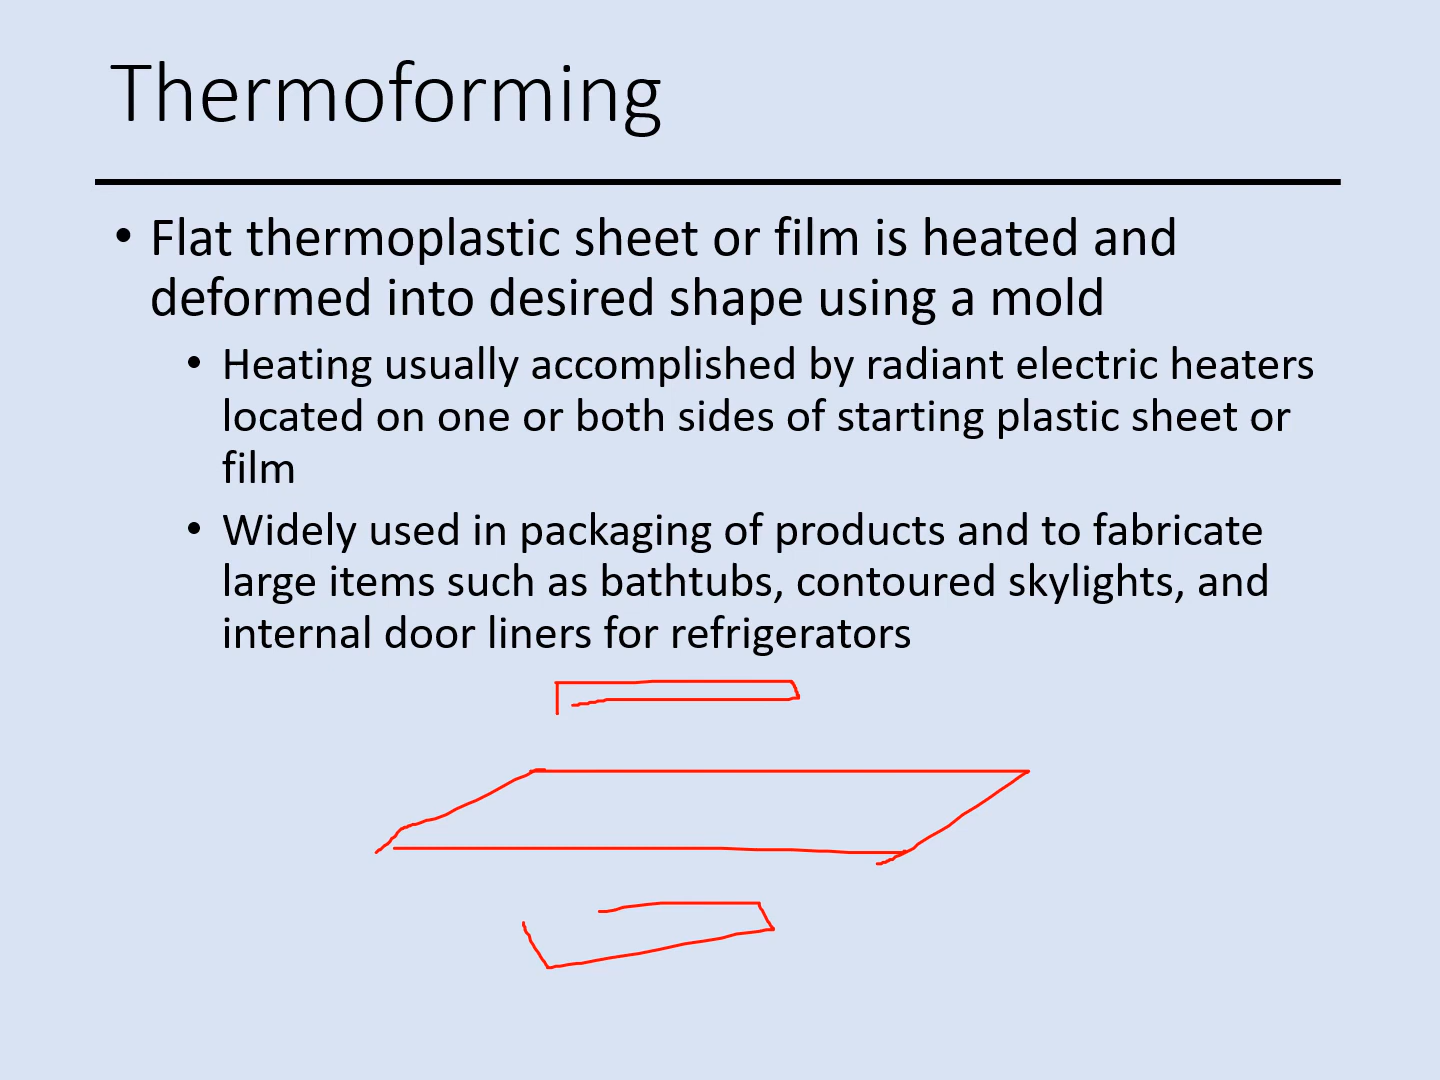 Thermoforming
• Flat thermoplastic sheet or film is heated and
deformed into desired shape using a mold
• Heating usually accomplished by radiant electric heaters
located on one or both sides of starting plastic sheet or
film
• Widely used in packaging of products and to fabricate
large items such as bathtubs, contoured skylights, and
internal door liners for refrigerators